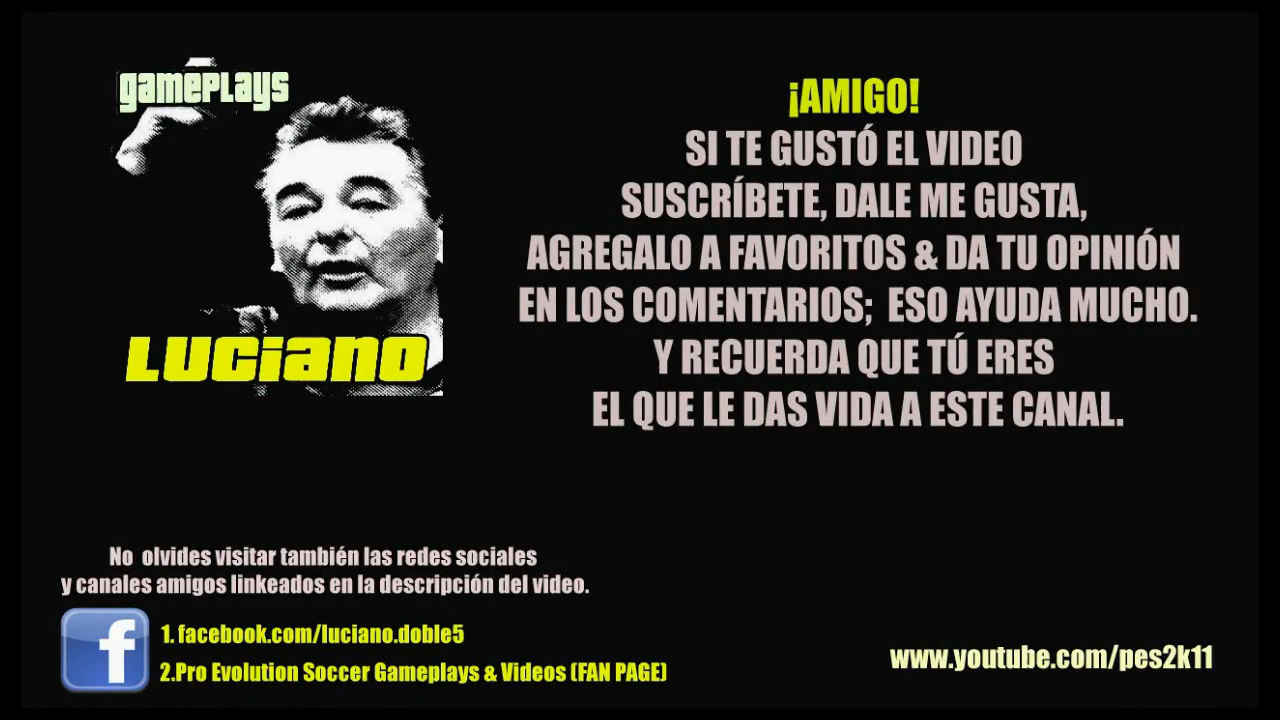 gamePLays
LUCiaNO
¡AMIGO!
SI TE GUSTÓ EL VIDEO
SUSCRÍBETE, DALE ME GUSTA,
AGREGALO A FAVORITOS & DA TU OPINIÓN
EN LOS COMENTARIOS; ESO AYUDA MUCHO.
Y RECUERDA QUE TÚ ERES
EL QUE LE DAS VIDA A ESTE CANAL.
No olvides visitar también las redes sociales
y canales amigos linkeados en la descripción del video.
f
1. facebook.com/luciano.doble5
2.Pro Evolution Soccer Gameplays & Videos (FAN PAGE)
www.youtube.com/pes2k11